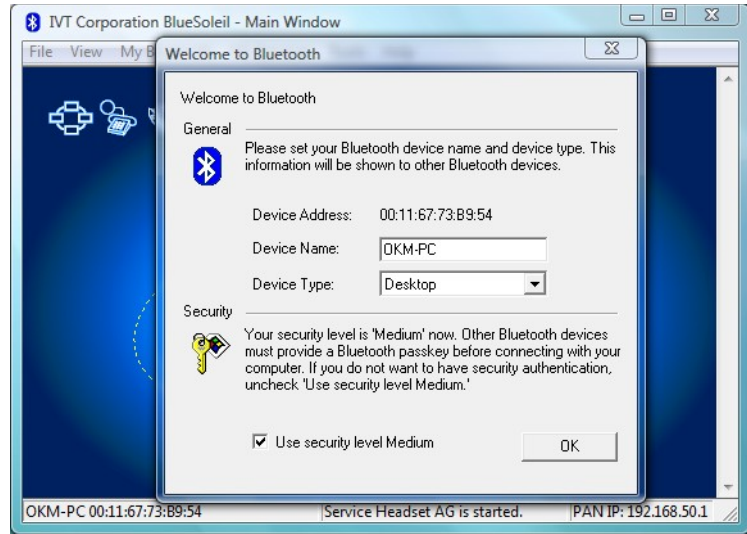 IVT Corporation BlueSoleil - Main Window
File View My B
Welcome to Bluetooth
Welcome to Bluetooth
General
Please set your Bluetooth device name and device type. This
information will be shown to other Bluetooth devices.
Device Address: 00:11:67:73:B9:54
Device Name: OKM-PC
Device Type: Desktop
Security
Your security level is 'Medium' now. Other Bluetooth devices
must provide a Bluetooth passkey before connecting with your
computer. If you do not want to have security authentication,
uncheck 'Use security level Medium.'
Use security level Medium
OK
OKM-PC 00:11:67:73:B9:54 Service Headset AG is started. PAN IP: 192.168.50.1